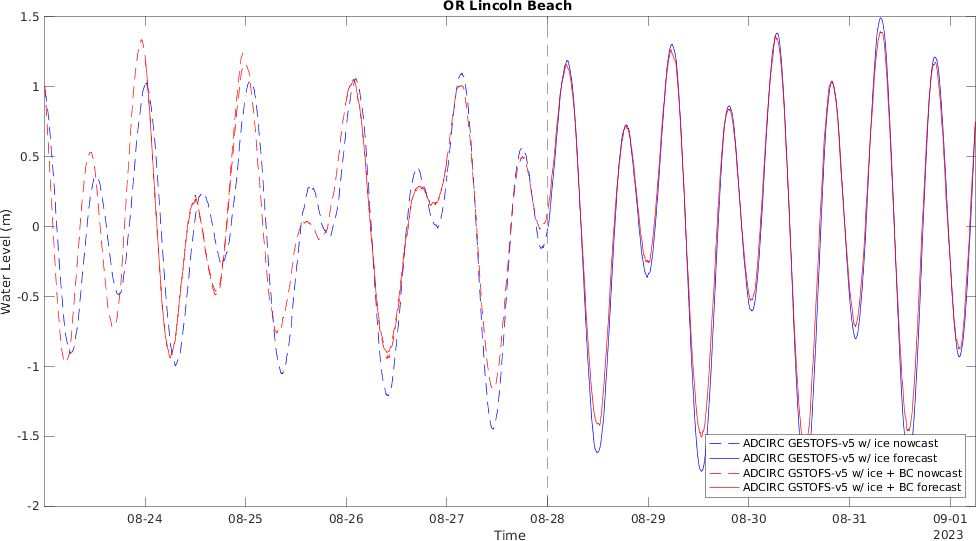 OR Lincoln Beach
1.5
1
0.5
0
-0.5
-1
-1.5
-2
Water Level (m)
ADCIRC GESTOFS-v5 w/ ice nowcast
ADCIRC GESTOFS-v5 w/ ice forecast
ADCIRC GSTOFS-v5 w/ ice + BC nowcast
ADCIRC GSTOFS-v5 w/ ice + BC forecast
08-24 08-25 08-26 08-27 08-28 08-29 08-30 08-31 09-01
2023
Time